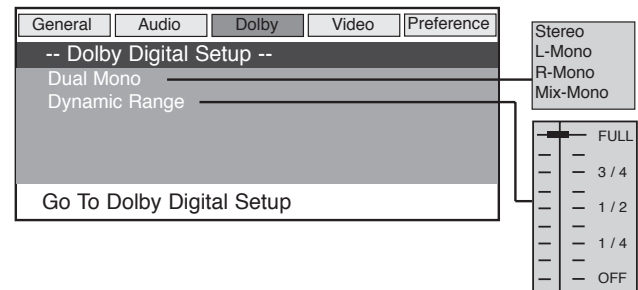 General Audio Dolby Video Preference
-- Dolby Digital Setup --
Dual Mono
Dynamic Range
Go To Dolby Digital Setup
Stereo
L-Mono
R-Mono
Mix-Mono
FULL
3 / 4
1 / 2
1 / 4
OFF